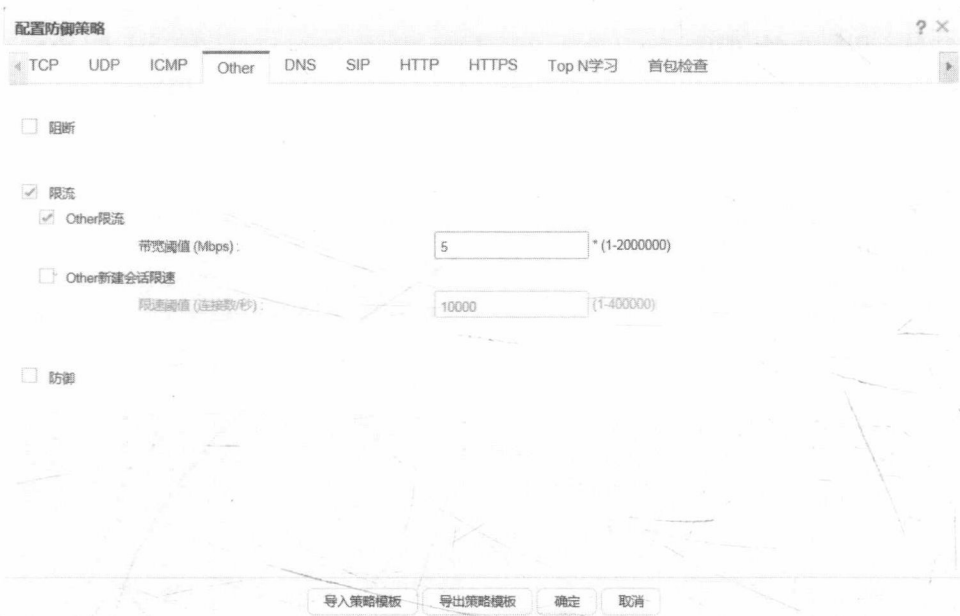 配置防御策略 ? ×
TCP UDP ICMP Other DNS SIP HTTP HTTPS Top N学习 首包检查
阻断
限流
Other限流
带宽阈值 (Mbps) : 5 * (1-2000000)
Other新建会话限速
限速阈值 (连接数/秒) : 10000 (1-400000)
防御
导入策略模板 导出策略模板 确定 取消